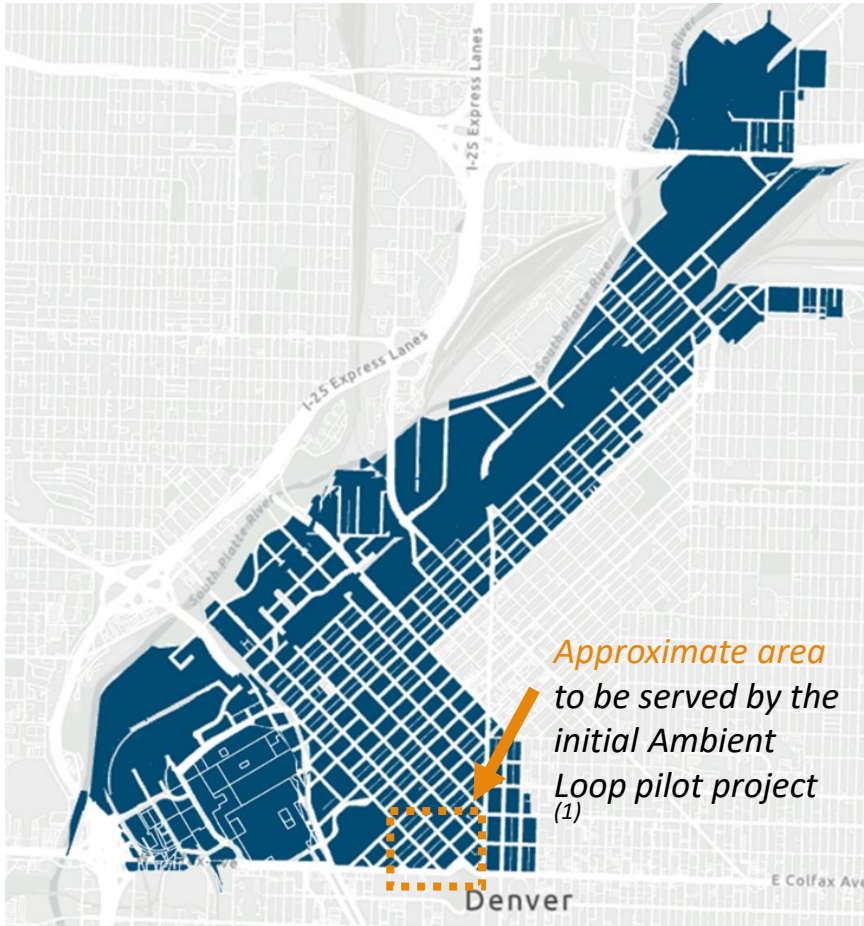 I-25 Express Lanes
South Platte River
South Platte River
I-25 Express Lanes
South Platte River
Approximate area
to be served by the
initial Ambient
Loop pilot project
(1)
E Colfax Ave
Denver